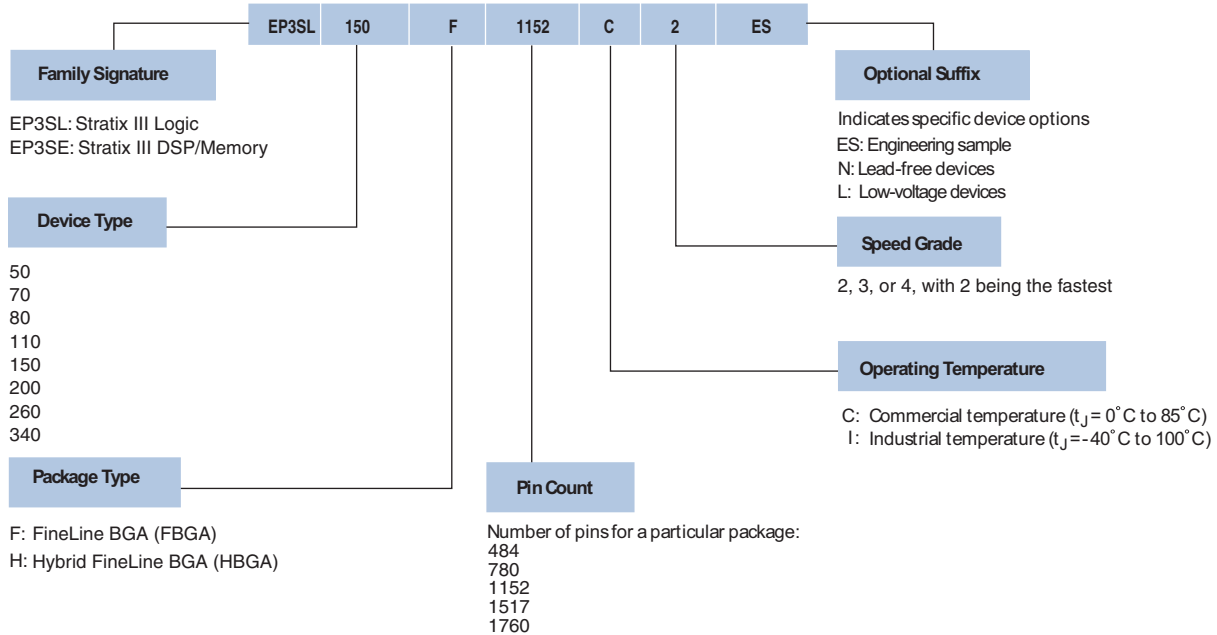 EP3SL 150 F 1152 C 2 ES
Family Signature
EP3SL: Stratix III Logic
EP3SE: Stratix III DSP/Memory
Device Type
50
70
80
110
150
200
260
340
Package Type
F: FineLine BGA (FBGA)
H: Hybrid FineLine BGA (HBGA)
Pin Count
Number of pins for a particular package:
484
780
1152
1517
1760
Optional Suffix
Indicates specific device options
ES: Engineering sample
N: Lead-free devices
L: Low-voltage devices
Speed Grade
2, 3, or 4, with 2 being the fastest
Operating Temperature
C: Commercial temperature (tJ = 0˚C to 85˚C)
I: Industrial temperature (tJ = -40˚C to 100˚C)